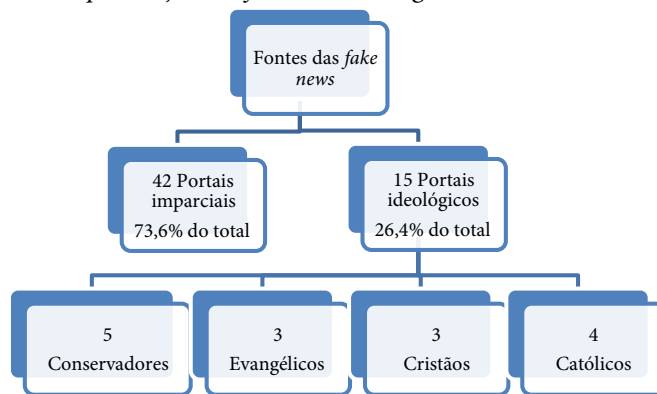 Fontes das fake
news
42 Portais
imparciais
73,6% do total
15 Portais
ideológicos
26,4% do total
5
Conservadores
3
Evangélicos
3
Cristãos
4
Católicos